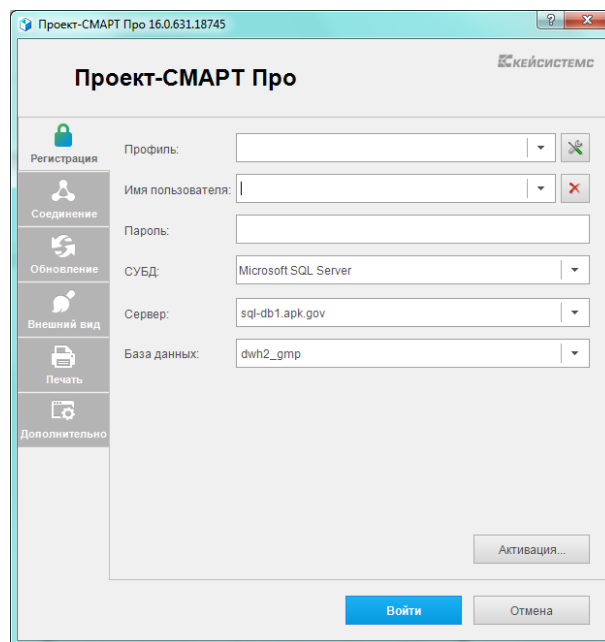 Проект-СМАРТ Про 16.0.631.18745
Проект-СМАРТ Про
КЕЙСИСТЕМС
Регистрация
Соединение
Обновление
Внешний вид
Печать
Дополнительно
Профиль:
Имя пользователя:
Пароль:
СУБД: Microsoft SQL Server
Сервер: sql-db1.apk.gov
База данных: dwh2_gmp
Активация...
Войти Отмена